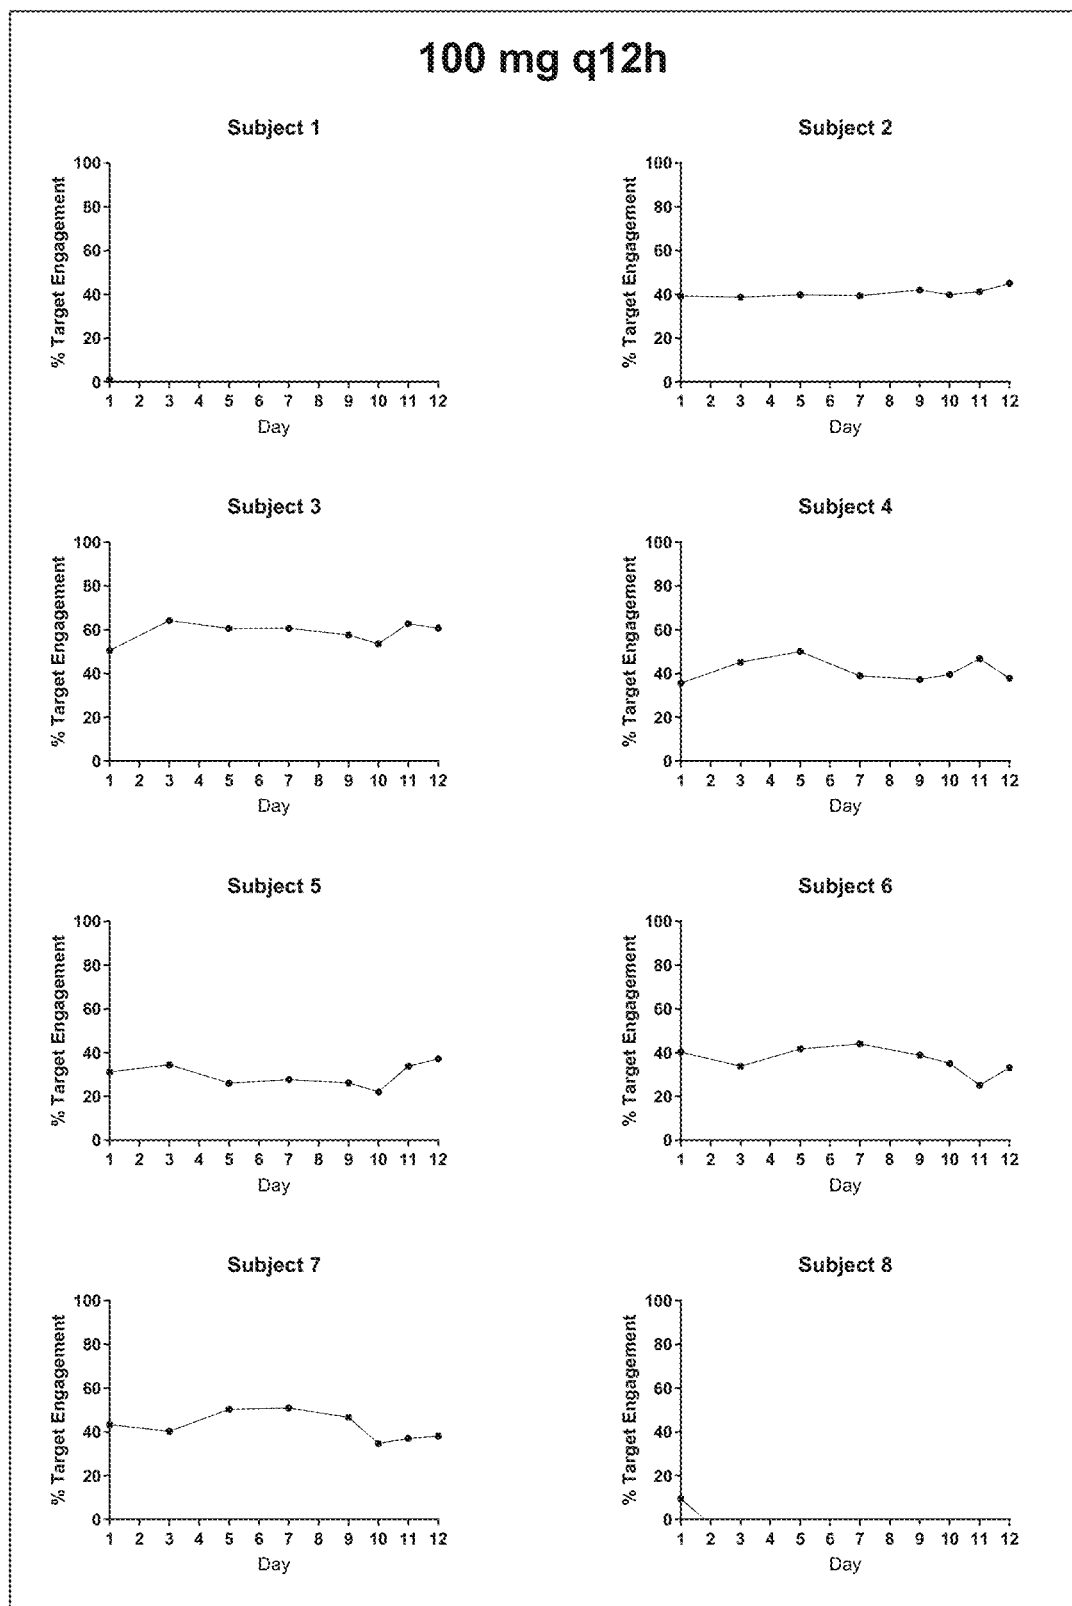 100 mg q12h
Subject 1
Subject 2
% Target Engagement
100
80
60
40
20
0
1 2 3 4 5 6 7 8 9 10 11 12
Day
% Target Engagement
100
80
60
40
20
0
1 2 3 4 5 6 7 8 9 10 11 12
Day
Subject 3
Subject 4
% Target Engagement
100
80
60
40
20
0
1 2 3 4 5 6 7 8 9 10 11 12
Day
% Target Engagement
100
80
60
40
20
0
1 2 3 4 5 6 7 8 9 10 11 12
Day
Subject 5
Subject 6
% Target Engagement
100
80
60
40
20
0
1 2 3 4 5 6 7 8 9 10 11 12
Day
% Target Engagement
100
80
60
40
20
0
1 2 3 4 5 6 7 8 9 10 11 12
Day
Subject 7
Subject 8
% Target Engagement
100
80
60
40
20
0
1 2 3 4 5 6 7 8 9 10 11 12
Day
% Target Engagement
100
80
60
40
20
0
1 2 3 4 5 6 7 8 9 10 11 12
Day